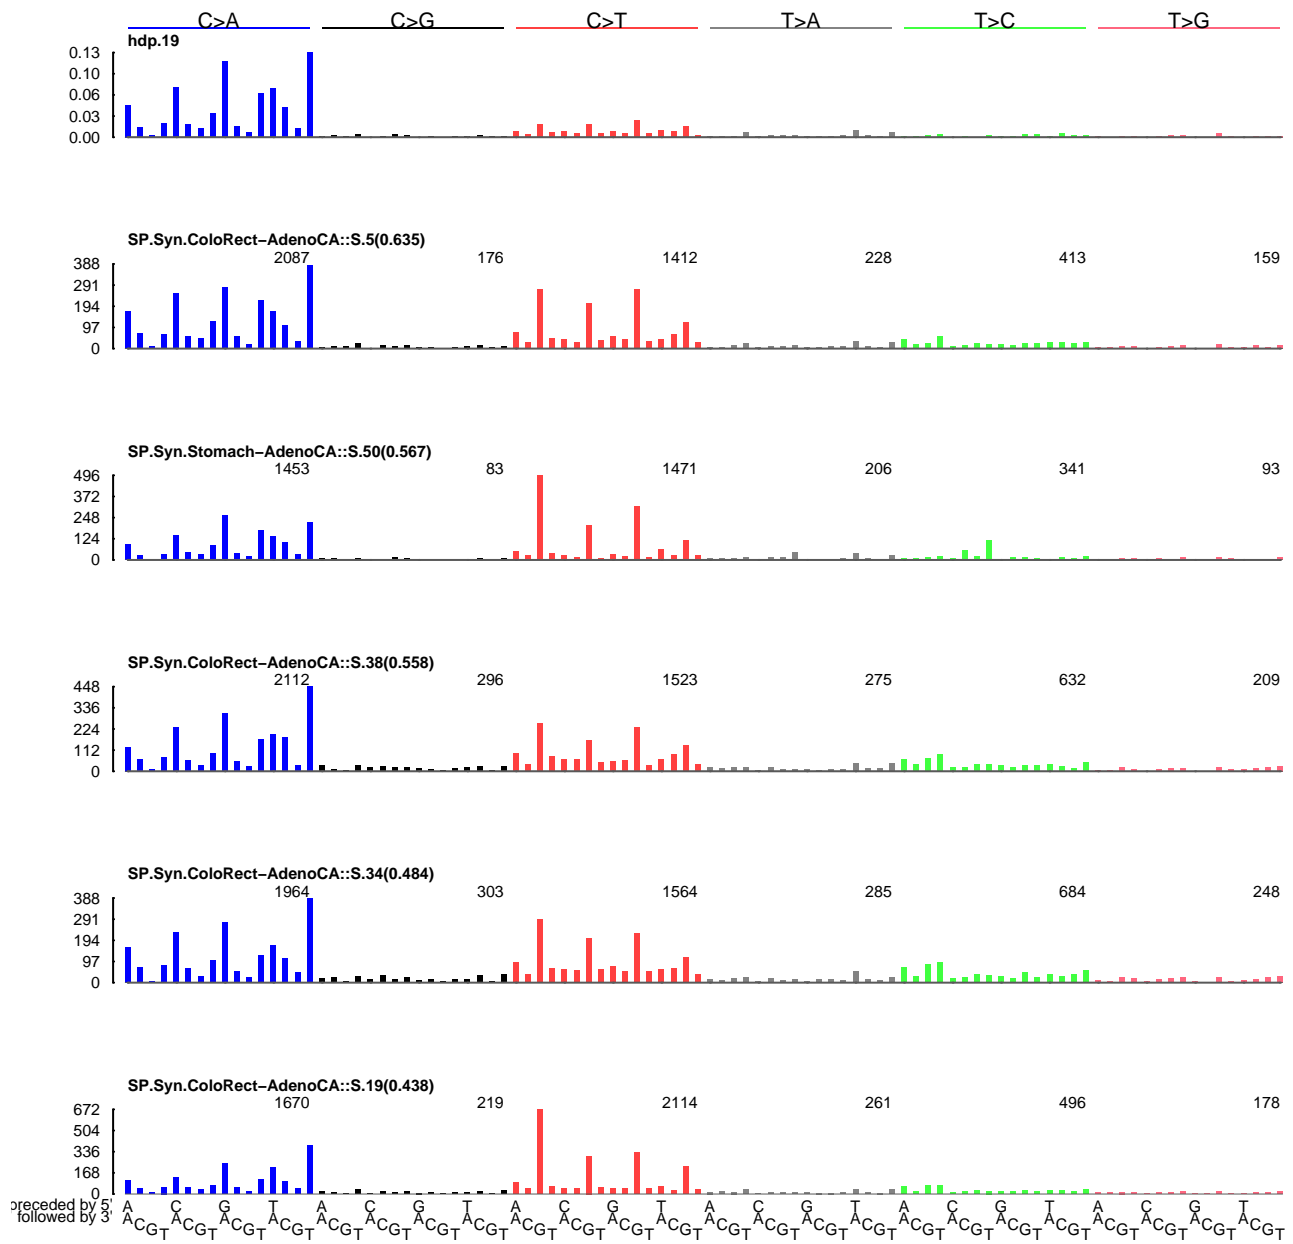 C>A C>G C>T T>A T>C T>G
hdp.19
0.13
0.10
0.06
0.03
0.00
SP.Syn.ColoRect−AdenoCA::S.5(0.635)
2087 176 1412 228 413 159
388
291
194
97
0
SP.Syn.Stomach−AdenoCA::S.50(0.567)
1453 83 1471 206 341 93
496
372
248
124
0
SP.Syn.ColoRect−AdenoCA::S.38(0.558)
2112 296 1523 275 632 209
448
336
224
112
0
SP.Syn.ColoRect−AdenoCA::S.34(0.484)
1964 303 1564 285 684 248
388
291
194
97
0
SP.Syn.ColoRect−AdenoCA::S.19(0.438)
1670 219 2114 261 496 178
672
504
336
168
0
preceded by 5' A C G T A C G T A C G T A C G T A C G T A C G T
followed by 3' A C G T A C G T A C G T A C G T A C G T A C G T A C G T A C G T A C G T A C G T A C G T A C G T A C G T A C G T A C G T A C G T A C G T A C G T A C G T A C G T A C G T A C G T A C G T A C G T